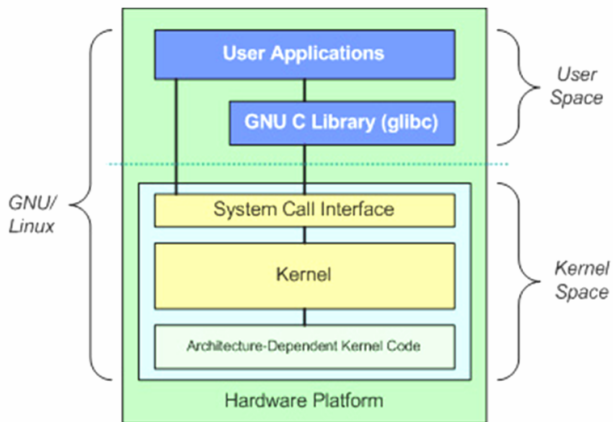 User Applications
GNU C Library (glibc)
User
Space
GNU/
Linux
System Call Interface
Kernel
Architecture-Dependent Kernel Code
Kernel
Space
Hardware Platform